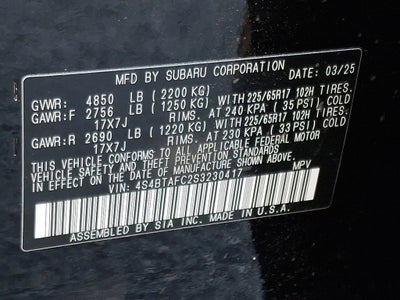 MFD BY SUBARU CORPORATION DATE: 03/25
GVWR: 4850 LB (2200 KG)
GAWR:F 2756 LB (1250 KG) WITH 225/65R17 102H
17X7J RIMS. AT 240 KPA (35 PSI) COLD
GAWR:R 2690 LB (1220 KG) WITH 225/65R17 102H
17X7J RIMS. AT 230 KPA (33 PSI) COLD
THIS VEHICLE CONFORMS TO ALL APPLICABLE FEDERAL MOTOR
VEHICLE SAFETY AND THEFT PREVENTION STANDARDS
IN EFFECT ON THE DATE OF MANUFACTURE SHOWN ABOVE.
VIN: 4S4BTAFC2S3230417 MPV
ASSEMBLED BY SIA INC. MADE IN U.S.A.